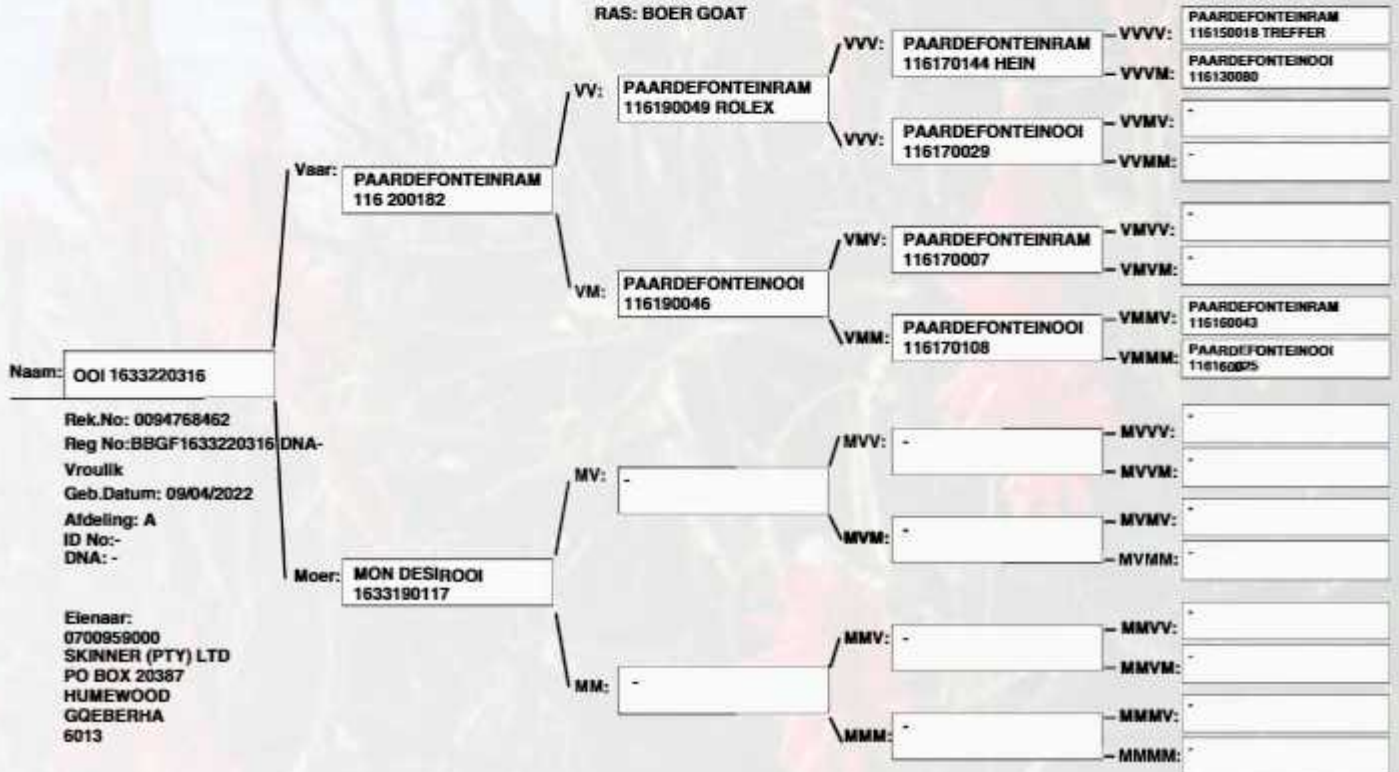 RAS: BOER GOAT
Naam: OOI 1633220316
Rek.No: 0094768462
Reg No:BBGF1633220316 DNA-
Vroulik
Geb.Datum: 09/04/2022
Afdeling: A
ID No:-
DNA: -
Eienaar:
0700959000
SKINNER (PTY) LTD
PO BOX 20387
HUMEWOOD
GQEBERHA
6013
Vaar: PAARDEFONTEINRAM
116 200182
Moer: MON DESIROOI
1633190117
VV: PAARDEFONTEINRAM
116190049 ROLEX
VM: PAARDEFONTEINOOI
116190046
MV: -
MM: -
VVV: PAARDEFONTEINRAM
116170144 HEIN
VVV: PAARDEFONTEINOOI
116170029
VMV: PAARDEFONTEINRAM
116170007
VMM: PAARDEFONTEINOOI
116170108
MVV: -
MVM: -
MMV: -
MMM: -
VVVV: PAARDEFONTEINRAM
116150018 TREFFER
VVVM: PAARDEFONTEINOOI
116130080
VVMV: -
VVMM: -
VMVV: -
VMVM: -
VMMV: PAARDEFONTEINRAM
116160043
VMMM: PAARDEFONTEINOOI
116160025
MVVV: -
MVVM: -
MVMV: -
MVMM: -
MMVV: -
MMVM: -
MMMV: -
MMMM: -